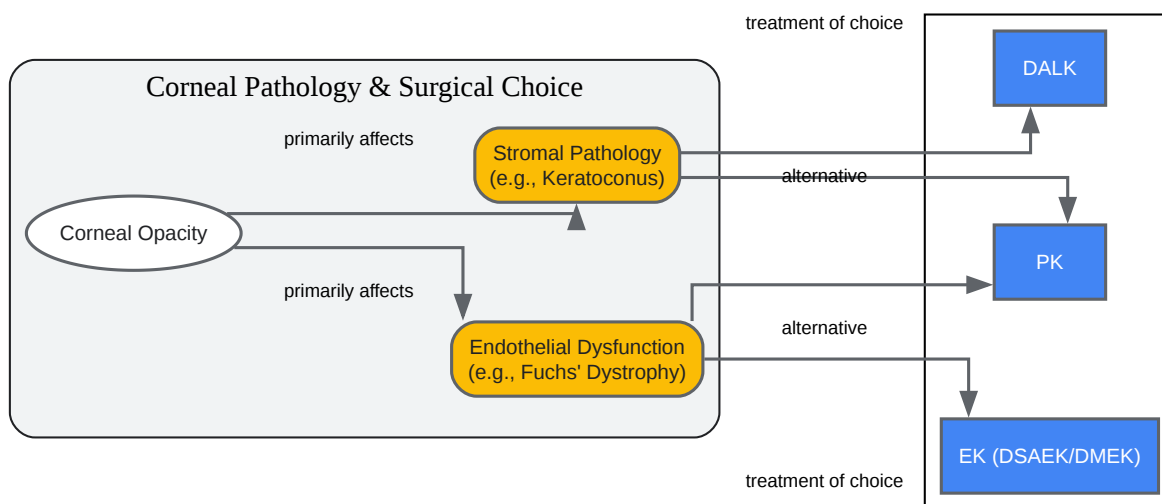 treatment of choice
DALK
Corneal Pathology & Surgical Choice
primarily affects
Stromal Pathology
(e.g., Keratoconus)
alternative
Corneal Opacity
PK
primarily affects
alternative
Endothelial Dysfunction
(e.g., Fuchs' Dystrophy)
EK (DSAEK/DMEK)
treatment of choice